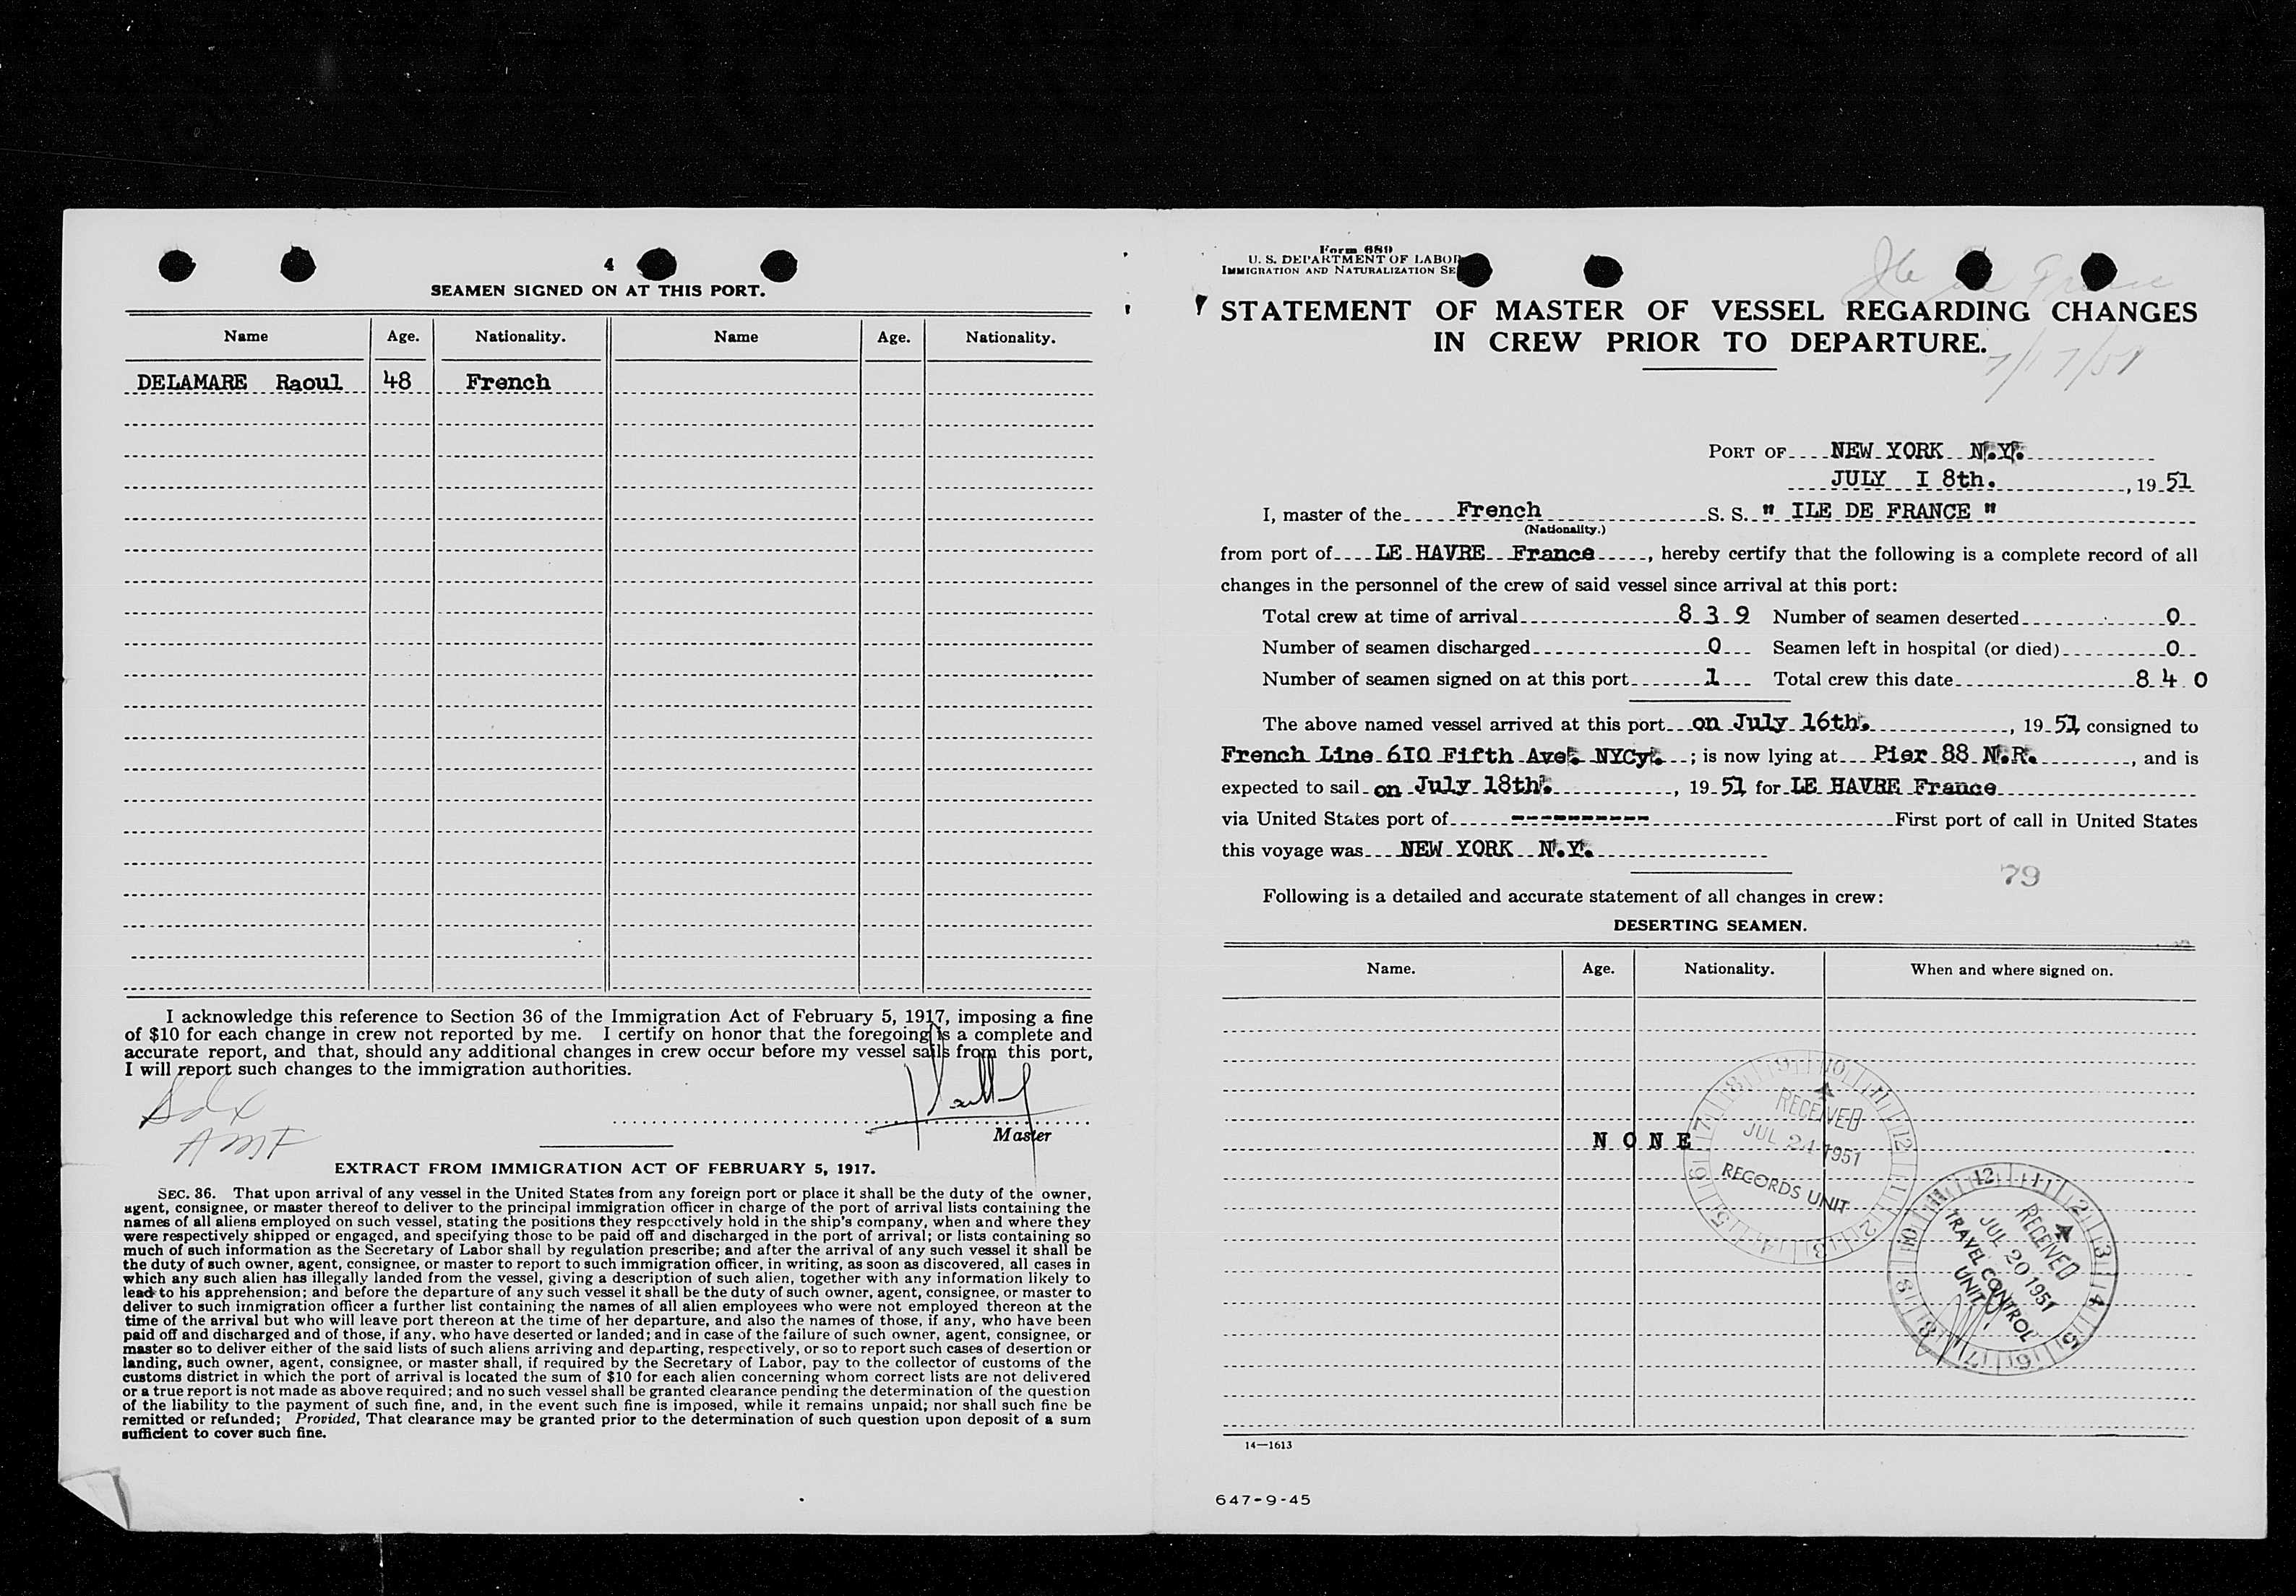 4
SEAMEN SIGNED ON AT THIS PORT.
Name Age. Nationality. Name Age. Nationality.
DELAMARE Raoul 48 French
I acknowledge this reference to Section 36 of the Immigration Act of February 5, 1917, imposing a fine
of $10 for each change in crew not reported by me. I certify on honor that the foregoing is a complete and
accurate report, and that, should any additional changes in crew occur before my vessel sails from this port,
I will report such changes to the immigration authorities.
Master
EXTRACT FROM IMMIGRATION ACT OF FEBRUARY 5, 1917.
SEC. 36. That upon arrival of any vessel in the United States from any foreign port or place it shall be the duty of the owner,
agent, consignee, or master thereof to deliver to the principal immigration officer in charge of the port of arrival lists containing the
names of all aliens employed on such vessel, stating the positions they respectively hold in the ship's company, when and where they
were respectively shipped or engaged, and specifying those to be paid off and discharged in the port of arrival; or lists containing so
much of such information as the Secretary of Labor shall by regulation prescribe; and after the arrival of any such vessel it shall be
the duty of such owner, agent, consignee, or master to report to such immigration officer, in writing, as soon as discovered, all cases in
which any such alien has illegally landed from the vessel, giving a description of such alien, together with any information likely to
lead to his apprehension; and before the departure of any such vessel it shall be the duty of such owner, agent, consignee, or master to
deliver to such immigration officer a further list containing the names of all alien employees who were not employed thereon at the
time of the arrival but who will leave port thereon at the time of her departure, and also the names of those, if any, who have been
paid off and discharged and of those, if any, who have deserted or landed; and in case of the failure of such owner, agent, consignee, or
master so to deliver either of the said lists of such aliens arriving and departing, respectively, or so to report such cases of desertion or
landing, such owner, agent, consignee, or master shall, if required by the Secretary of Labor, pay to the collector of customs of the
customs district in which the port of arrival is located the sum of $10 for each alien concerning whom correct lists are not delivered
or a true report is not made as above required; and no such vessel shall be granted clearance pending the determination of the question
of the liability to the payment of such fine, and, in the event such fine is imposed, while it remains unpaid; nor shall such fine be
remitted or refunded; Provided, That clearance may be granted prior to the determination of such question upon deposit of a sum
sufficient to cover such fine.
Form 689
U. S. DEPARTMENT OF LABOR
IMMIGRATION AND NATURALIZATION SE
Ile de France
STATEMENT OF MASTER OF VESSEL REGARDING CHANGES
IN CREW PRIOR TO DEPARTURE.
7/17/51
PORT OF NEW YORK N.Y.
JULY I 8th. , 19 51
I, master of the French S. S. " ILE DE FRANCE "
(Nationality.)
from port of LE HAVRE France , hereby certify that the following is a complete record of all
changes in the personnel of the crew of said vessel since arrival at this port:
Total crew at time of arrival 8 3 9 Number of seamen deserted 0
Number of seamen discharged 0 Seamen left in hospital (or died) 0
Number of seamen signed on at this port 1 Total crew this date 8 4 0
The above named vessel arrived at this port on July 16th. , 19 51 consigned to
French Line 6I0 Fifth Ave. NYCy. ; is now lying at Pier 88 N.R. , and is
expected to sail on July 18th. , 19 51 for LE HAVRE France
via United States port of ---------- First port of call in United States
this voyage was NEW YORK N.Y.
79
Following is a detailed and accurate statement of all changes in crew:
DESERTING SEAMEN.
Name. Age. Nationality. When and where signed on.
N O N E
RECEIVED
JUL 21 1951
RECORDS UNIT
RECEIVED
JUL 20 1951
TRAVEL CONTROL
UNIT
14—1613
647-9-45